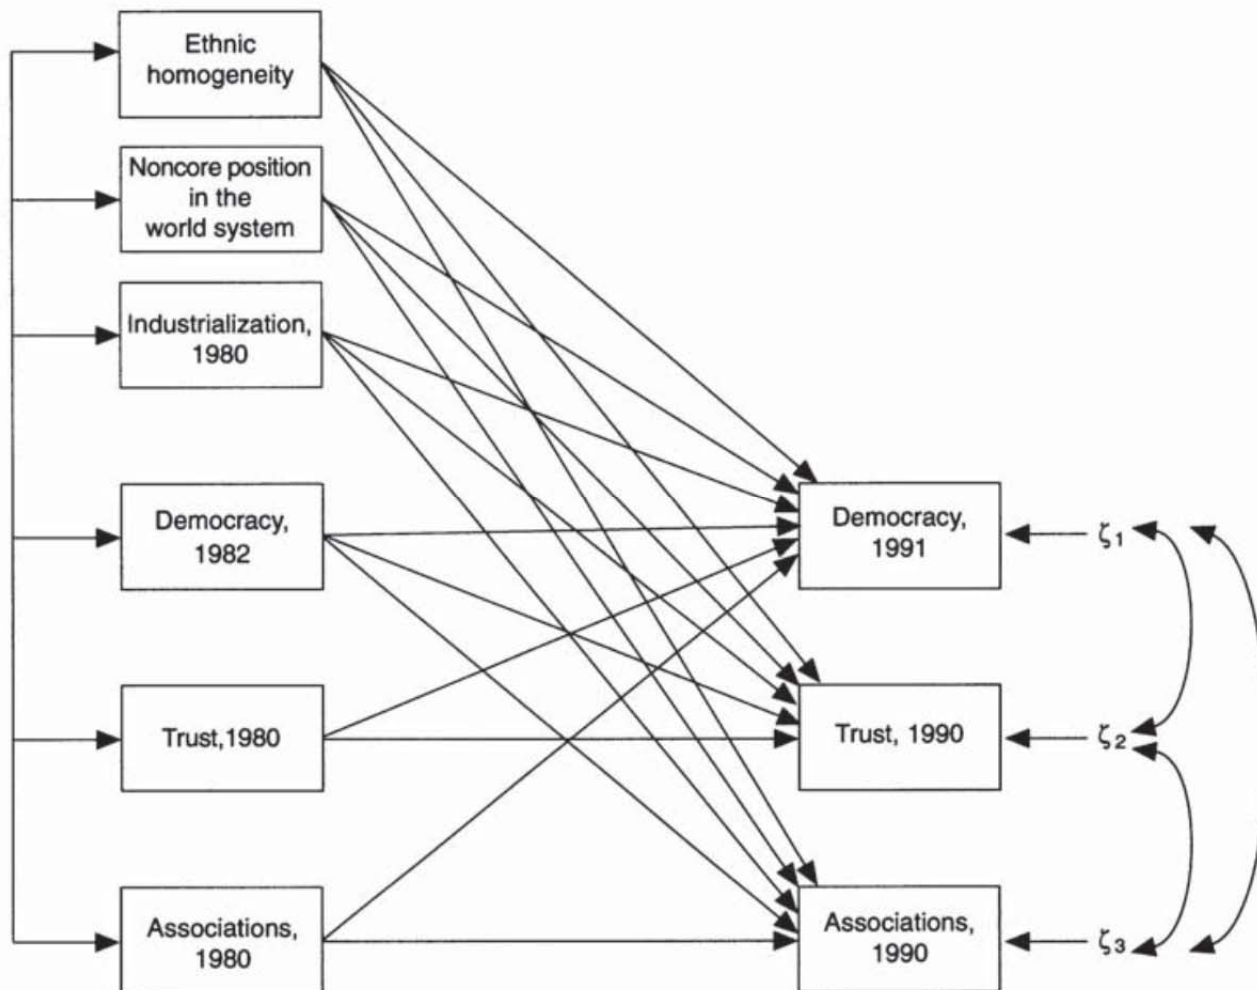 Ethnic
homogeneity
Noncore position
in the
world system
Industrialization,
1980
Democracy,
1982
Trust,1980
Associations,
1980
Democracy,
1991
Trust, 1990
Associations,
1990
ζ1
ζ2
ζ3